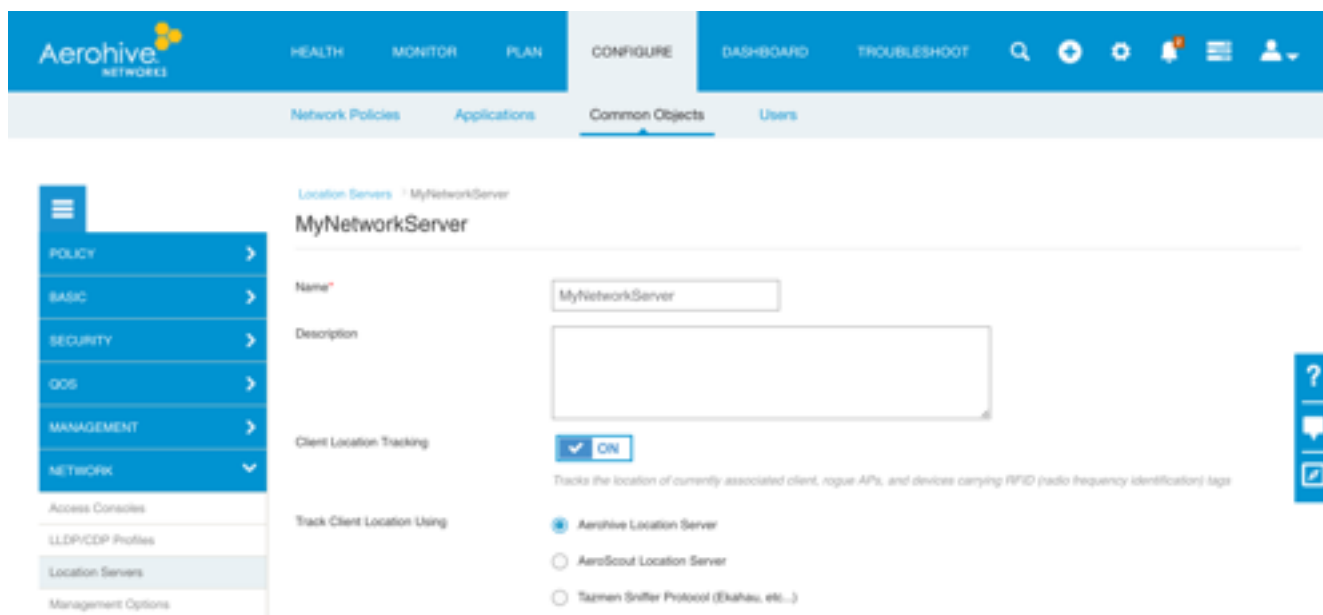 Aerohive
NETWORKS
HEALTH MONITOR PLAN CONFIGURE DASHBOARD TROUBLESHOOT
Network Policies Applications Common Objects Users
Location Servers > MyNetworkServer
MyNetworkServer
POLICY
BASIC
SECURITY
QOS
MANAGEMENT
NETWORK
Access Consoles
LLDP/CDP Profiles
Location Servers
Management Options
Name*
MyNetworkServer
Description
Client Location Tracking
ON
Tracks the location of currently associated client, rogue APs, and devices carrying RFID (radio frequency identification) tags
Track Client Location Using
Aerohive Location Server
AeroScout Location Server
Tazmen Sniffer Protocol (Ekahau, etc...)
?